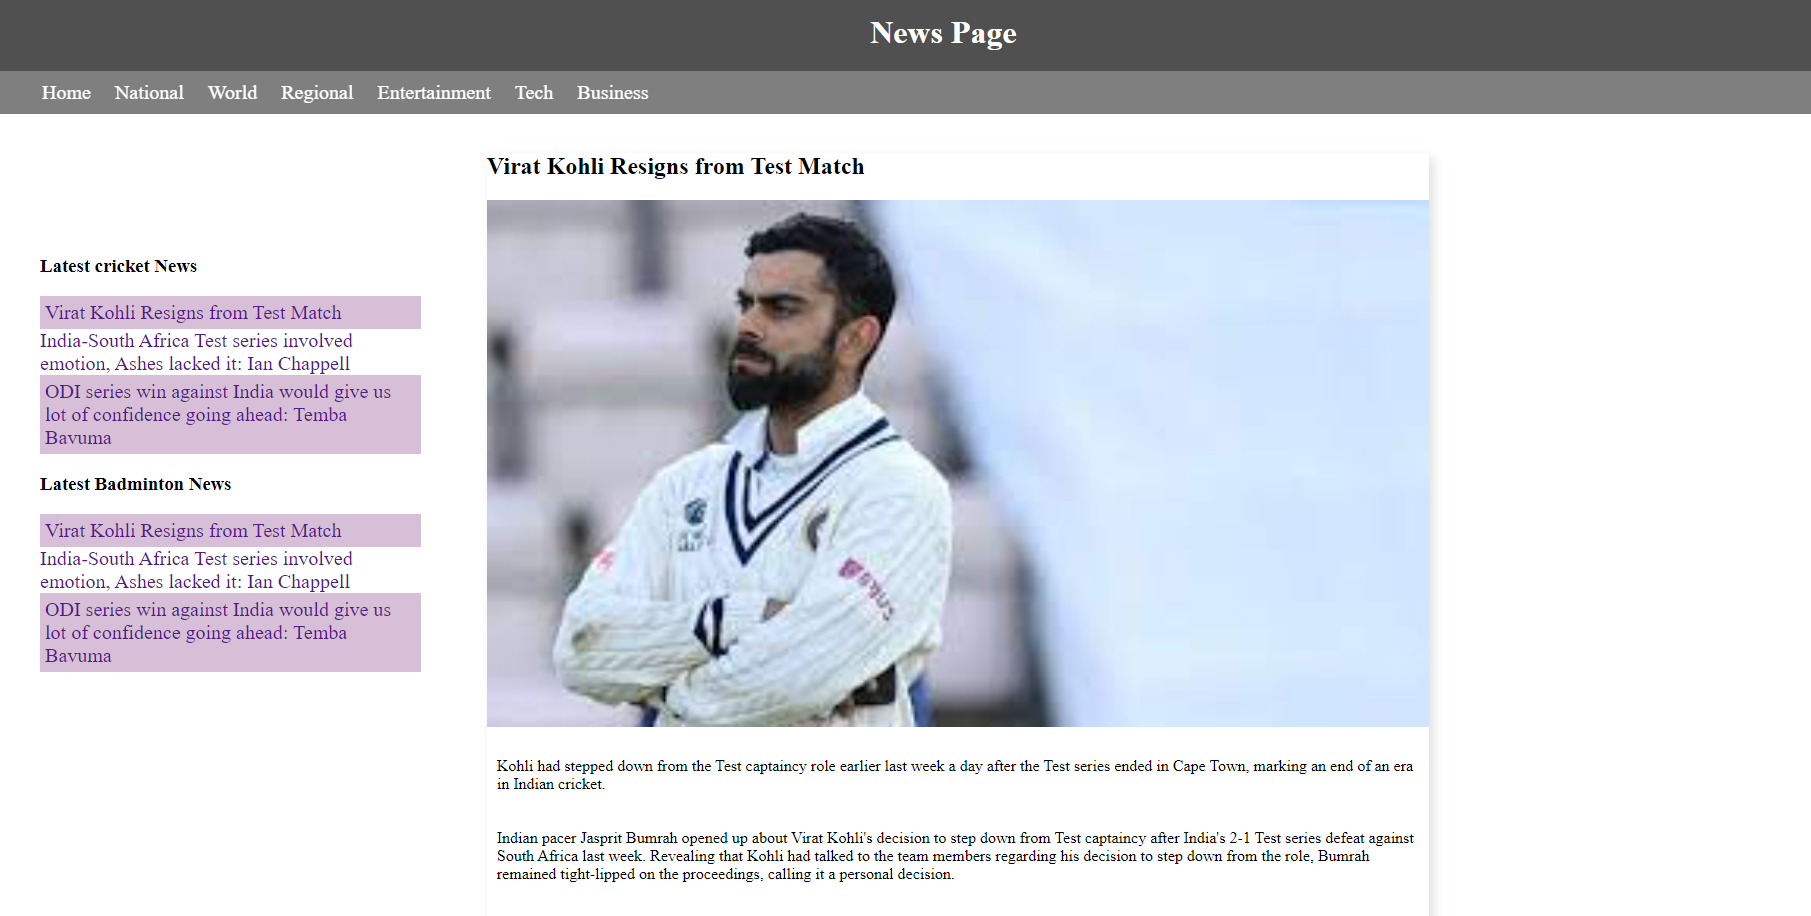 News Page
Home National World Regional Entertainment Tech Business
Latest cricket News
Virat Kohli Resigns from Test Match
India-South Africa Test series involved
emotion, Ashes lacked it: Ian Chappell
ODI series win against India would give us
lot of confidence going ahead: Temba
Bavuma
Latest Badminton News
Virat Kohli Resigns from Test Match
India-South Africa Test series involved
emotion, Ashes lacked it: Ian Chappell
ODI series win against India would give us
lot of confidence going ahead: Temba
Bavuma
Virat Kohli Resigns from Test Match
Kohli had stepped down from the Test captaincy role earlier last week a day after the Test series ended in Cape Town, marking an end of an era
in Indian cricket.
Indian pacer Jasprit Bumrah opened up about Virat Kohli's decision to step down from Test captaincy after India's 2-1 Test series defeat against
South Africa last week. Revealing that Kohli had talked to the team members regarding his decision to step down from the role, Bumrah
remained tight-lipped on the proceedings, calling it a personal decision.